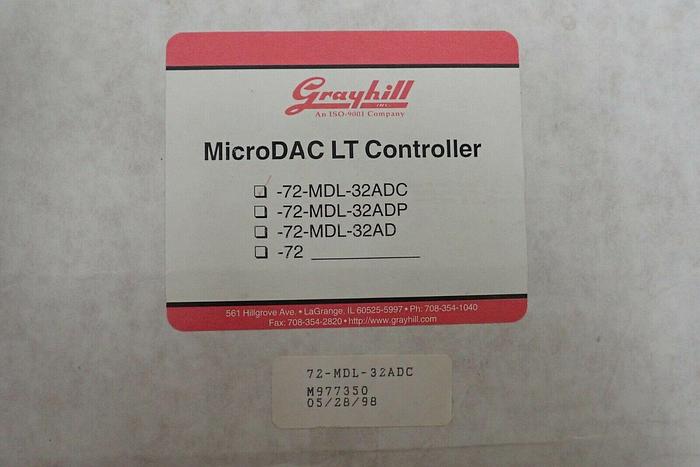 Grayhill
INC.
An ISO-9001 Company
MicroDAC LT Controller
❑ -72-MDL-32ADC
❑ -72-MDL-32ADP
❑ -72-MDL-32AD
❑ -72 ____________
561 Hillgrove Ave. • LaGrange, IL 60525-5997 • Ph: 708-354-1040
Fax: 708-354-2820 • http://www.grayhill.com
72-MDL-32ADC
M977350
05/28/98